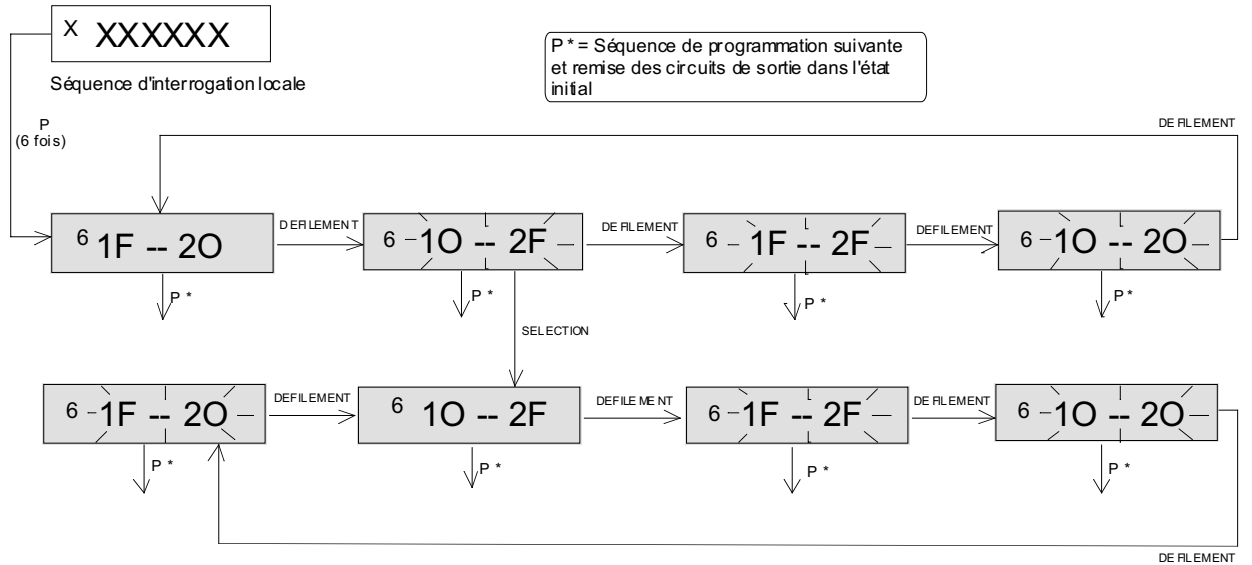 X XXXXXX
Séquence d'interrogation locale
P * = Séquence de programmation suivante
et remise des circuits de sortie dans l'état
initial
P
(6 fois)
DEFILEMENT
6 1F -- 2O
DEFILEMENT
6 1O -- 2F
DEFILEMENT
6 1F -- 2F
DEFILEMENT
6 1O -- 2O
P *
P *
P *
P *
SELECTION
6 1F -- 2O
DEFILEMENT
6 1O -- 2F
DEFILEMENT
6 1F -- 2F
DEFILEMENT
6 1O -- 2O
P *
P *
P *
P *
DEFILEMENT